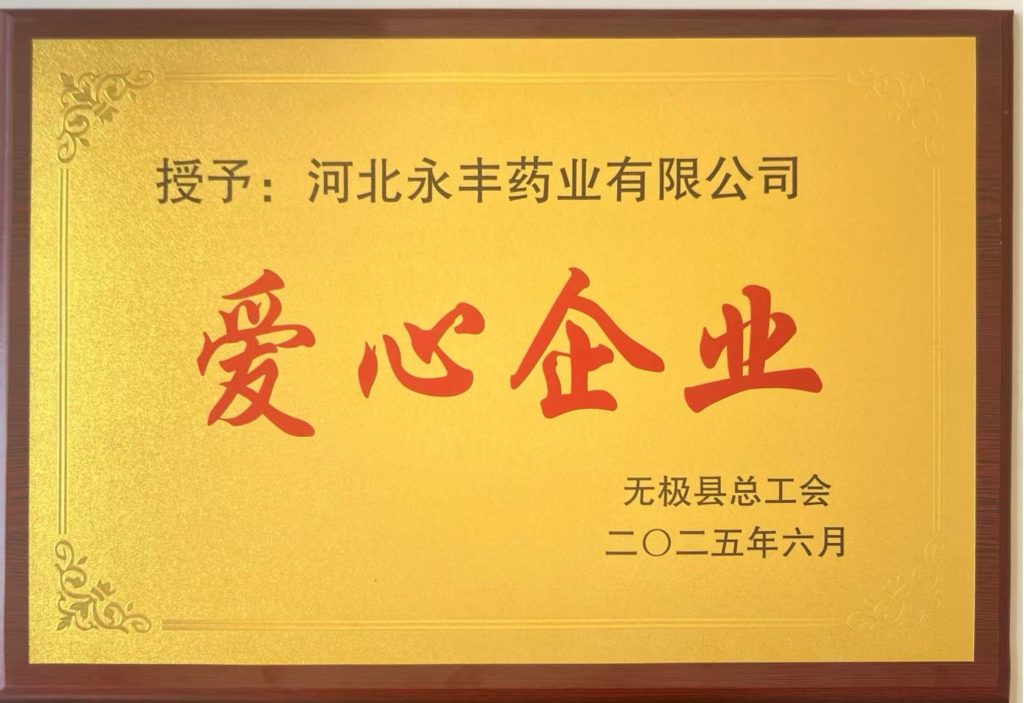 授予：河北永丰药业有限公司
爱心企业
无极县总工会
二〇二五年六月